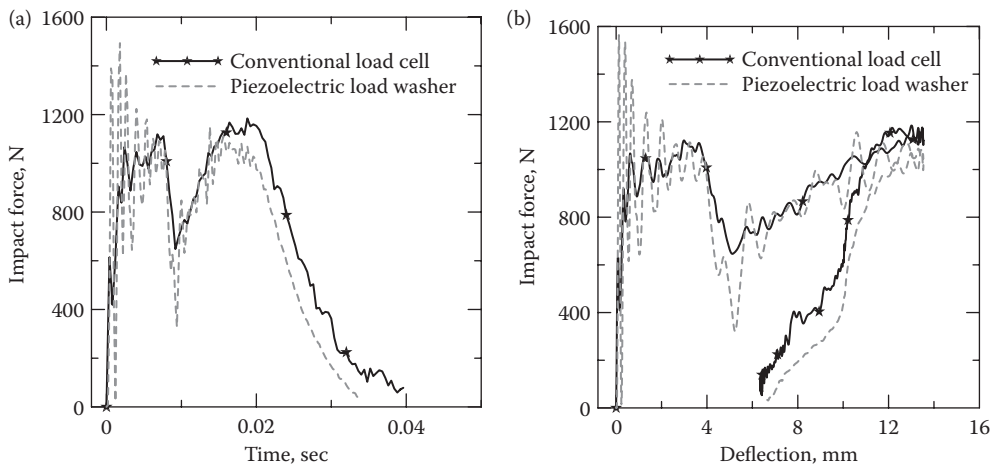 (a)
1600
1200
800
400
0
Impact force, N
Conventional load cell
Piezoelectric load washer
0
0.02
0.04
Time, sec
(b)
1600
1200
800
400
0
Impact force, N
Conventional load cell
Piezoelectric load washer
0
4
8
12
16
Deflection, mm